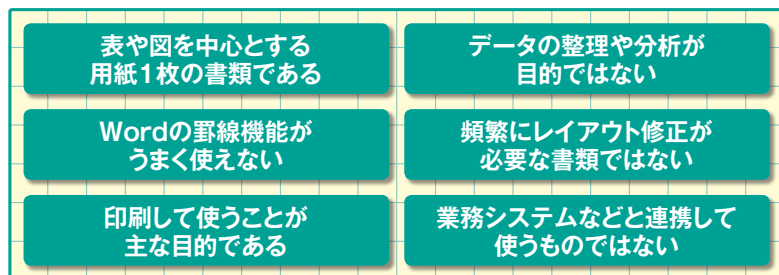 表や図を中心とする
用紙1枚の書類である
データの整理や分析が
目的ではない
Wordの罫線機能が
うまく使えない
頻繁にレイアウト修正が
必要な書類ではない
印刷して使うことが
主な目的である
業務システムなどと連携して
使うものではない